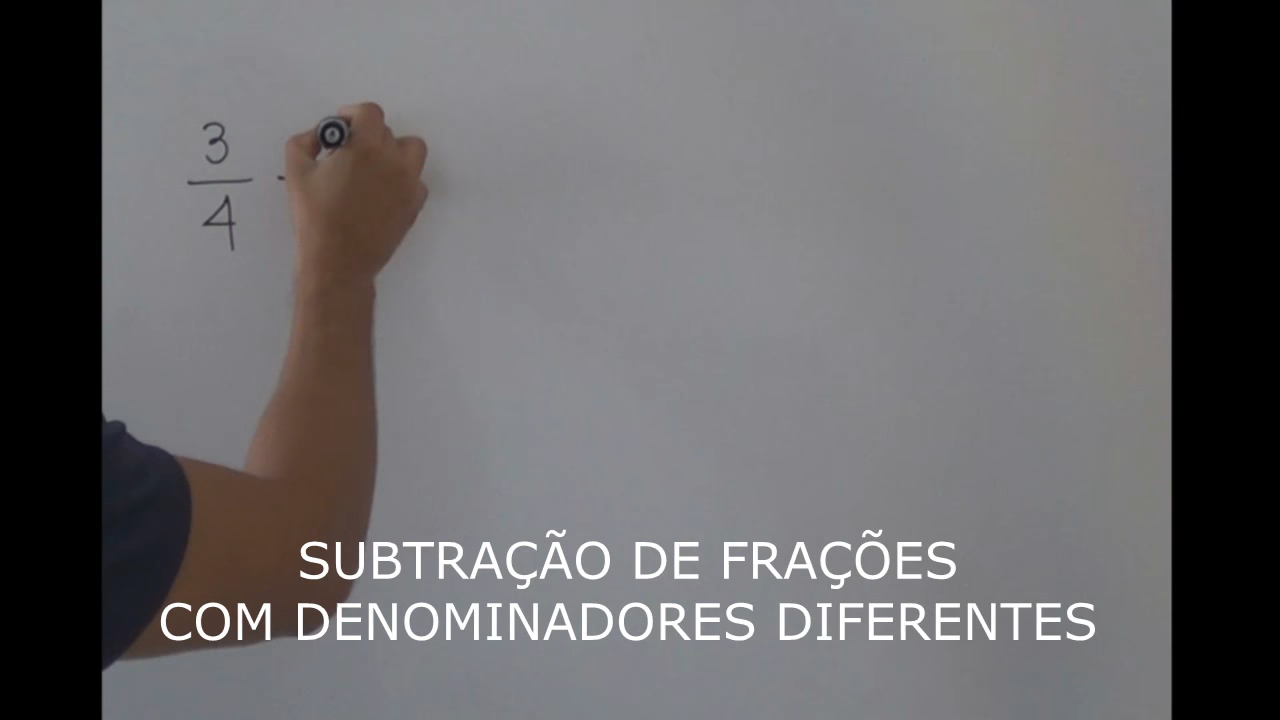 3
4 -
SUBTRAÇÃO DE FRAÇÕES
COM DENOMINADORES DIFERENTES